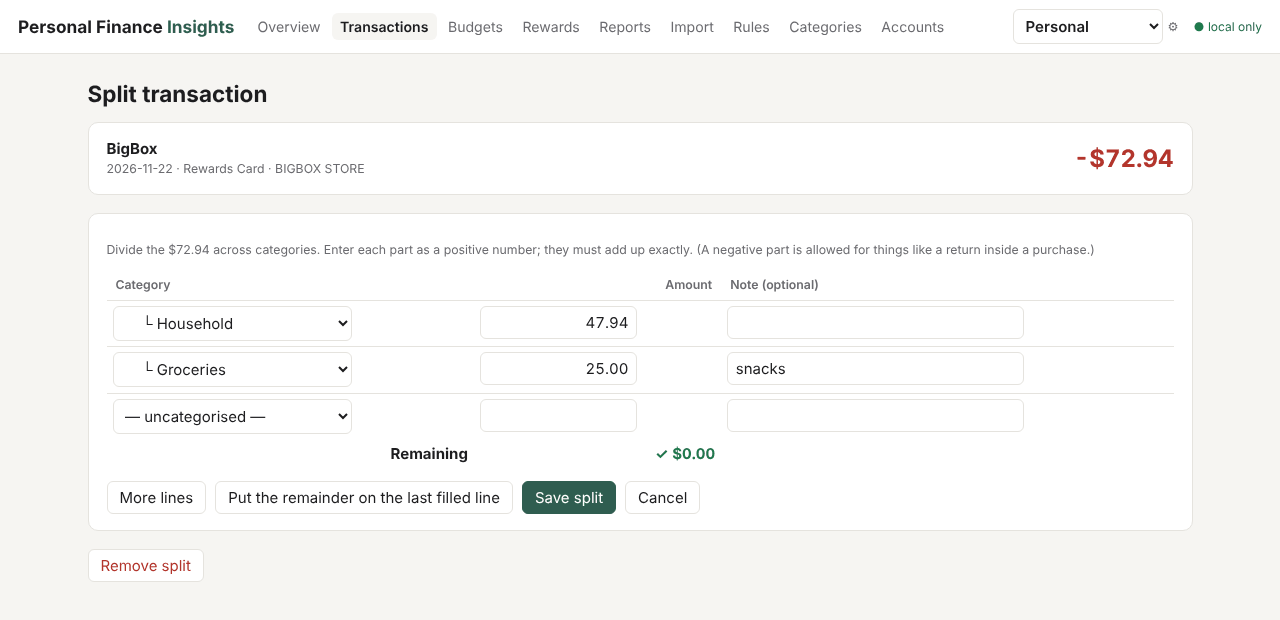 Personal Finance Insights Overview Transactions Budgets Rewards Reports Import Rules Categories Accounts Personal ⚙ ● local only
Split transaction
BigBox
2026-11-22 · Rewards Card · BIGBOX STORE
-$72.94
Divide the $72.94 across categories. Enter each part as a positive number; they must add up exactly. (A negative part is allowed for things like a return inside a purchase.)
Category Amount Note (optional)
└ Household 47.94
└ Groceries 25.00 snacks
— uncategorised —
Remaining ✓ $0.00
More lines Put the remainder on the last filled line Save split Cancel
Remove split